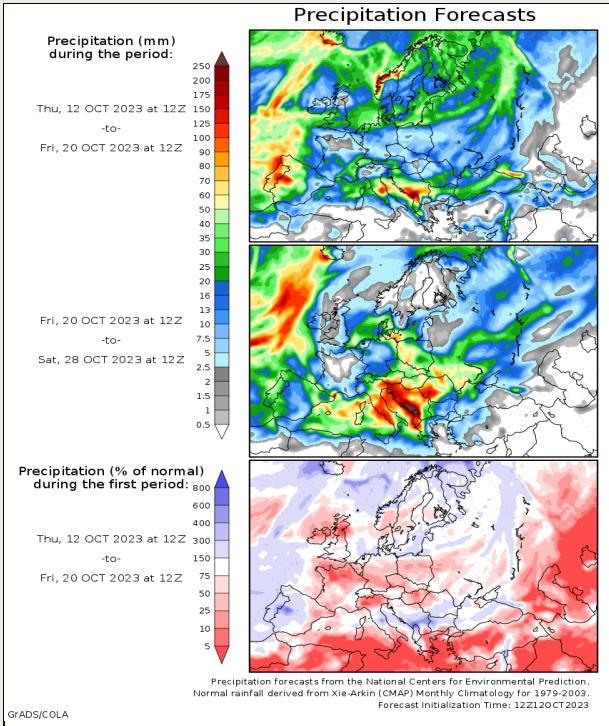 Precipitation Forecasts
Precipitation (mm)
during the period:
Thu, 12 OCT 2023 at 12Z
-to-
Fri, 20 OCT 2023 at 12Z
250
200
175
150
125
100
90
80
70
60
50
40
35
30
25
20
16
13
10
7.5
5
2.5
2
1.5
1
0.5
Fri, 20 OCT 2023 at 12Z
-to-
Sat, 28 OCT 2023 at 12Z
Precipitation (% of normal)
during the first period:
Thu, 12 OCT 2023 at 12Z
-to-
Fri, 20 OCT 2023 at 12Z
800
600
400
300
150
75
50
25
10
5
Precipitation forecasts from the National Centers for Environmental Prediction.
Normal rainfall derived from Xie-Arkin (CMAP) Monthly Climatology for 1979-2003.
Forecast Initialization Time: 12Z12OCT2023
GrADS/COLA